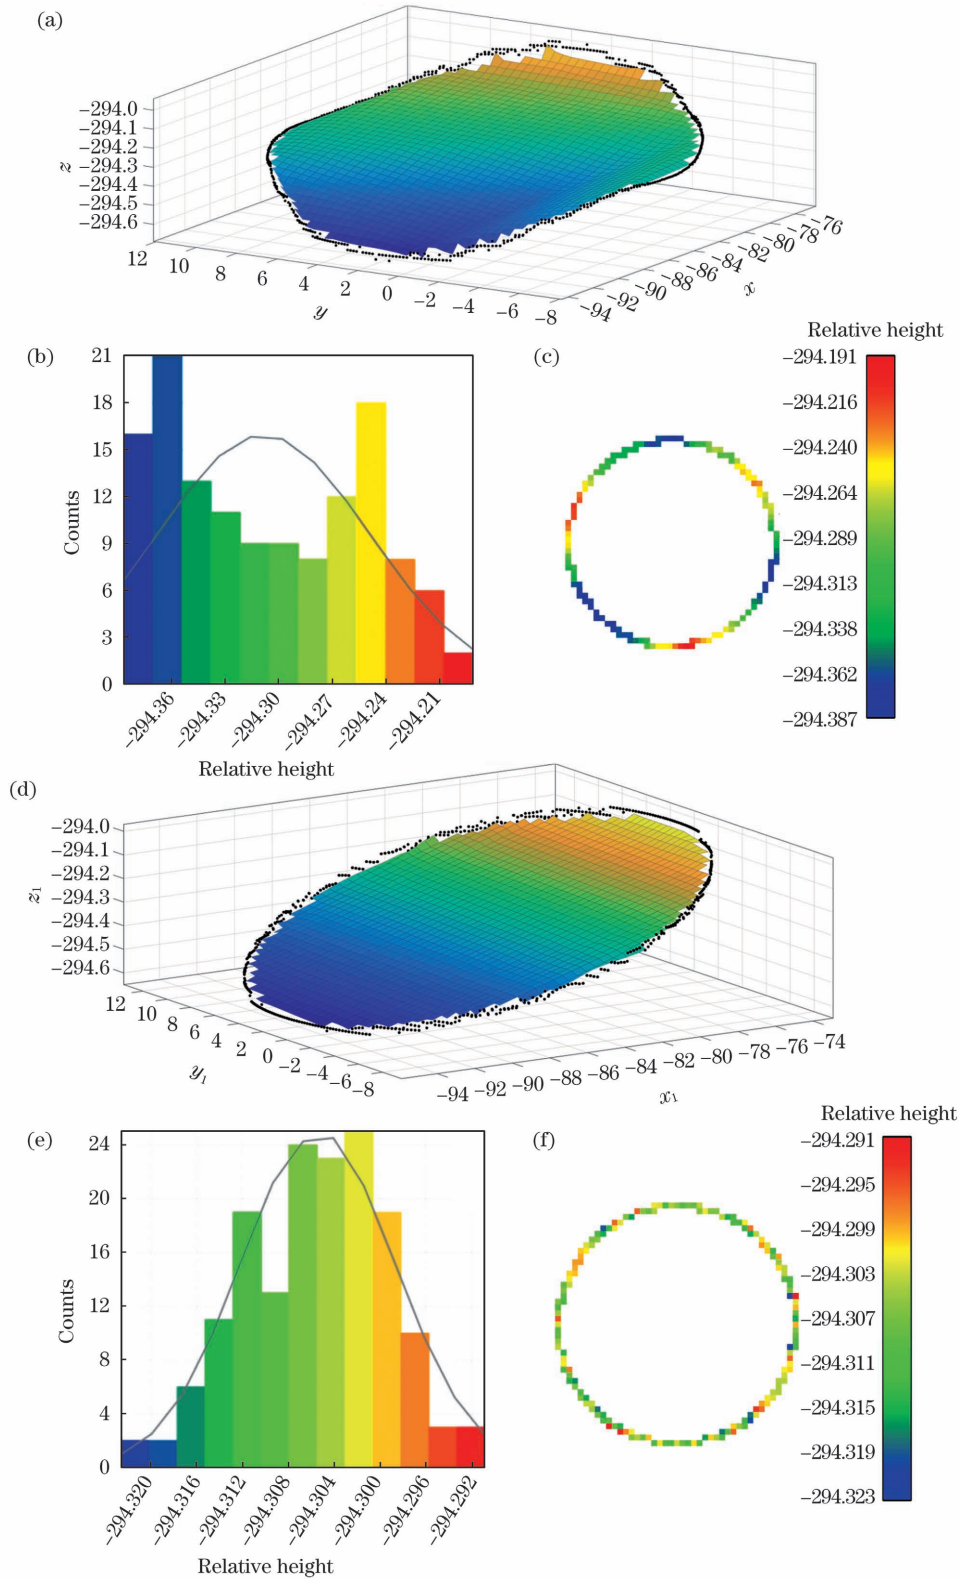 (a)
-294.0
-294.1
-294.2
-294.3
-294.4
-294.5
-294.6
z
12 10 8 6 4 2 0 -2 -4 -6 -8
y
-94 -92 -90 -88 -86 -84 -82 -80 -78 -76
x
(b)
21
18
15
12
9
6
3
0
Counts
-294.36 -294.33 -294.30 -294.27 -294.24 -294.21
Relative height
(c)
Relative height
-294.191
-294.216
-294.240
-294.264
-294.289
-294.313
-294.338
-294.362
-294.387
(d)
-294.0
-294.1
-294.2
-294.3
-294.4
-294.5
-294.6
z1
12 10 8 6 4 2 0 -2 -4 -6 -8
y1
-94 -92 -90 -88 -86 -84 -82 -80 -78 -76 -74
x1
(e)
24
20
16
12
8
4
0
Counts
-294.320 -294.316 -294.312 -294.308 -294.304 -294.300 -294.296 -294.292
Relative height
(f)
Relative height
-294.291
-294.295
-294.299
-294.303
-294.307
-294.311
-294.315
-294.319
-294.323